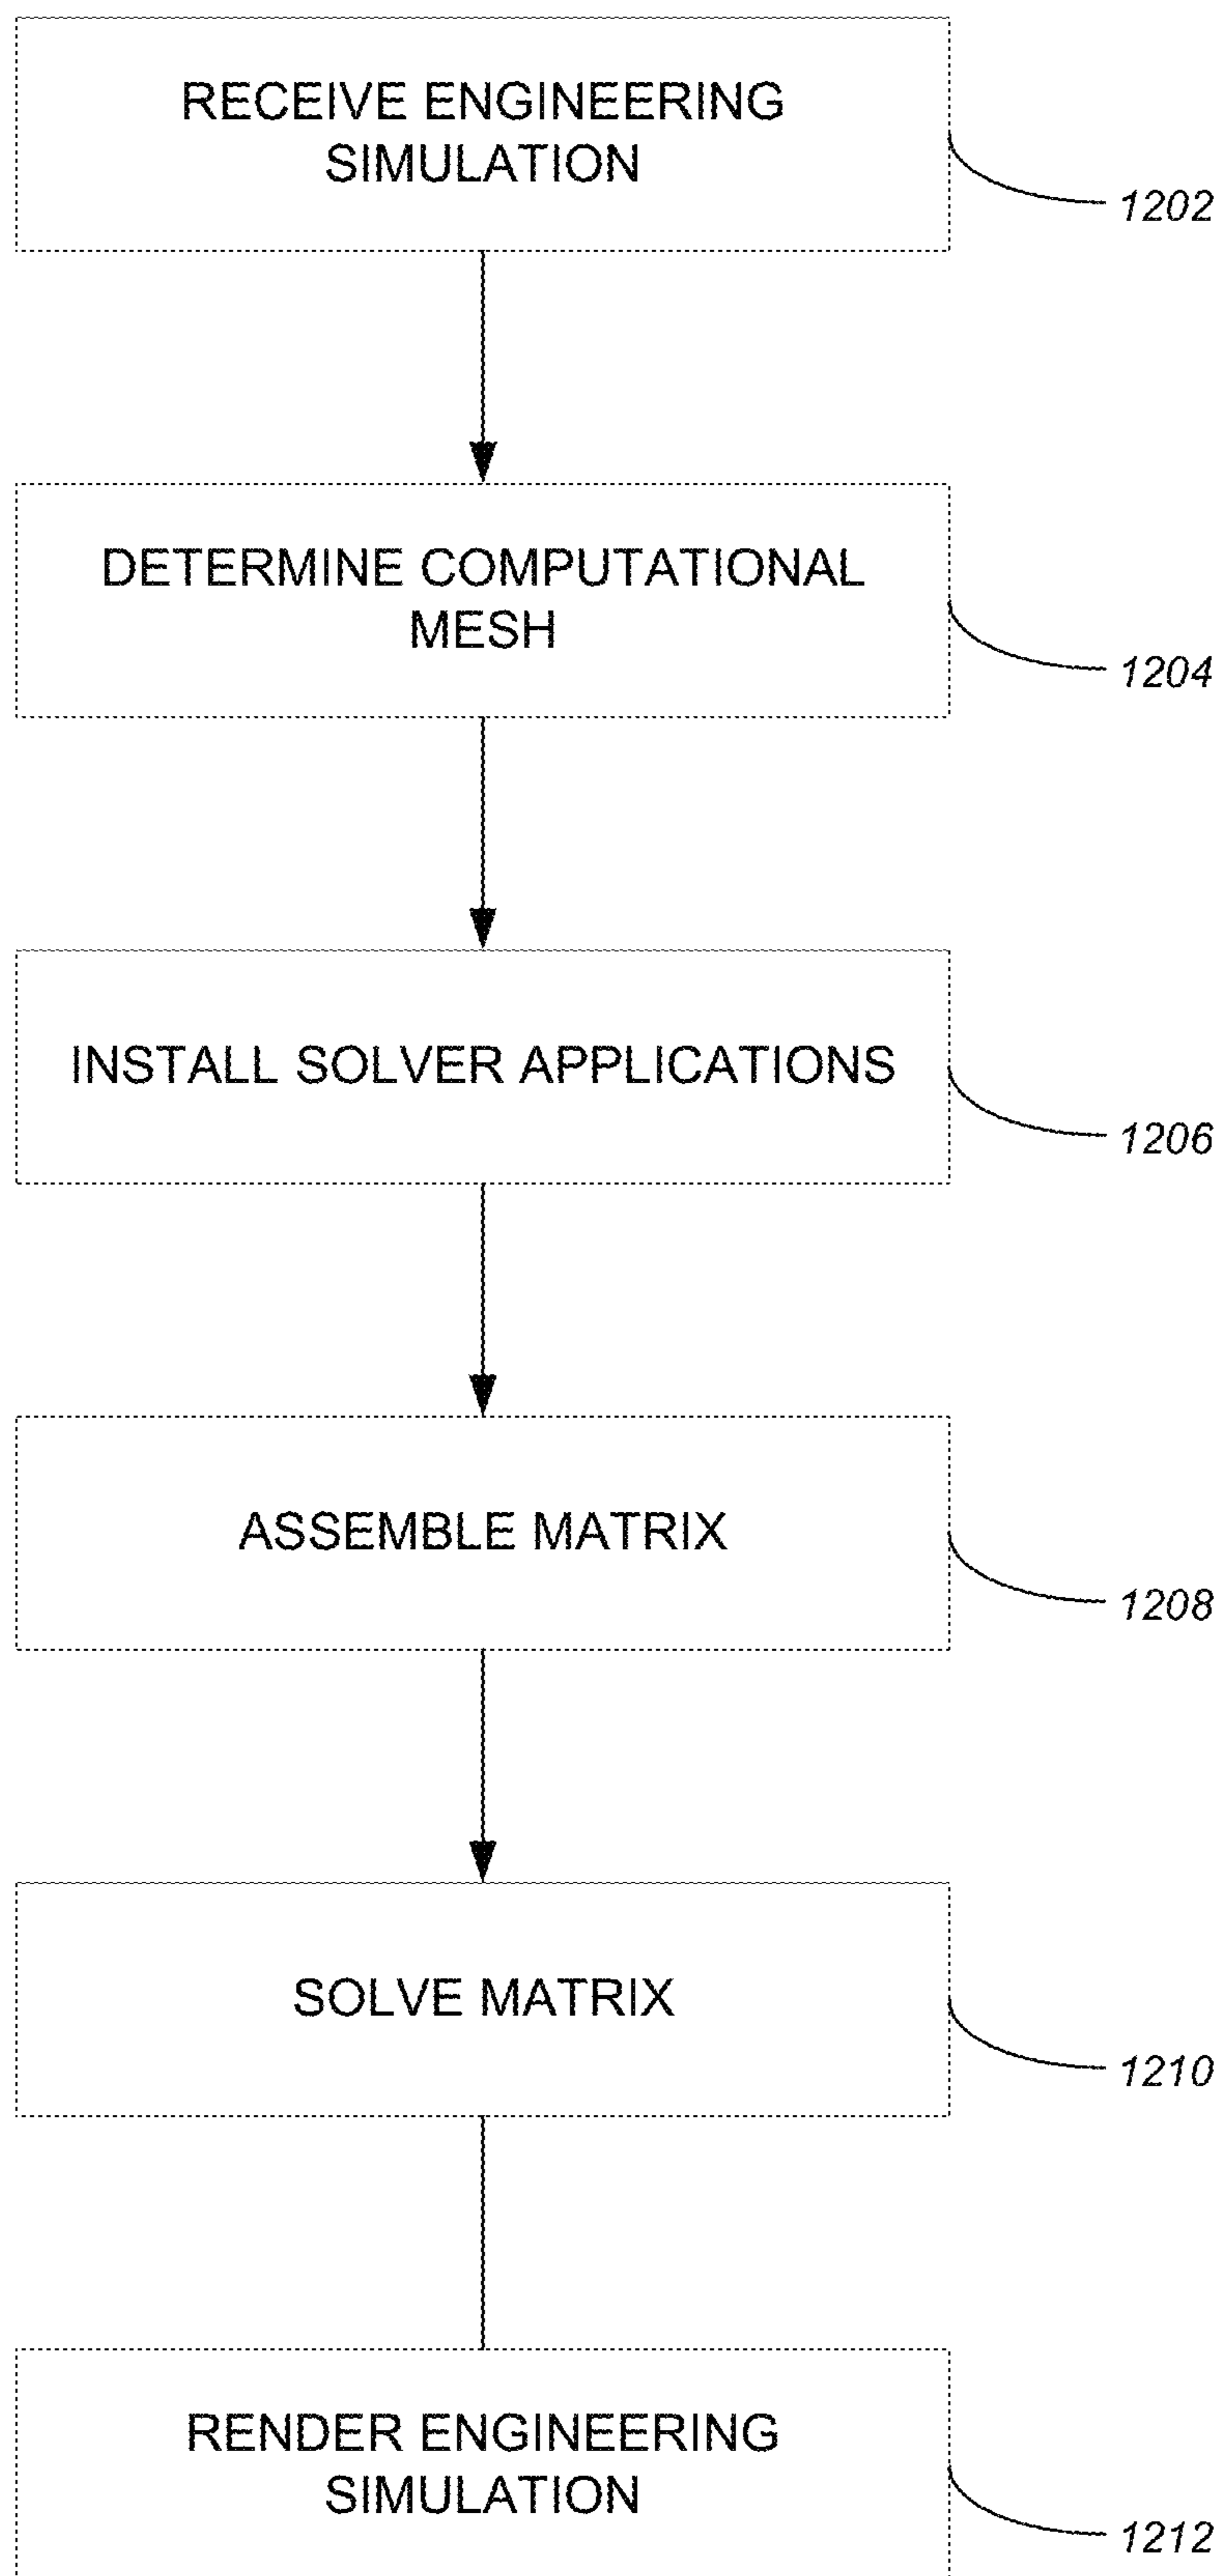 RECEIVE ENGINEERING
SIMULATION
1202
DETERMINE COMPUTATIONAL
MESH
1204
INSTALL SOLVER APPLICATIONS
1206
ASSEMBLE MATRIX
1208
SOLVE MATRIX
1210
RENDER ENGINEERING
SIMULATION
1212